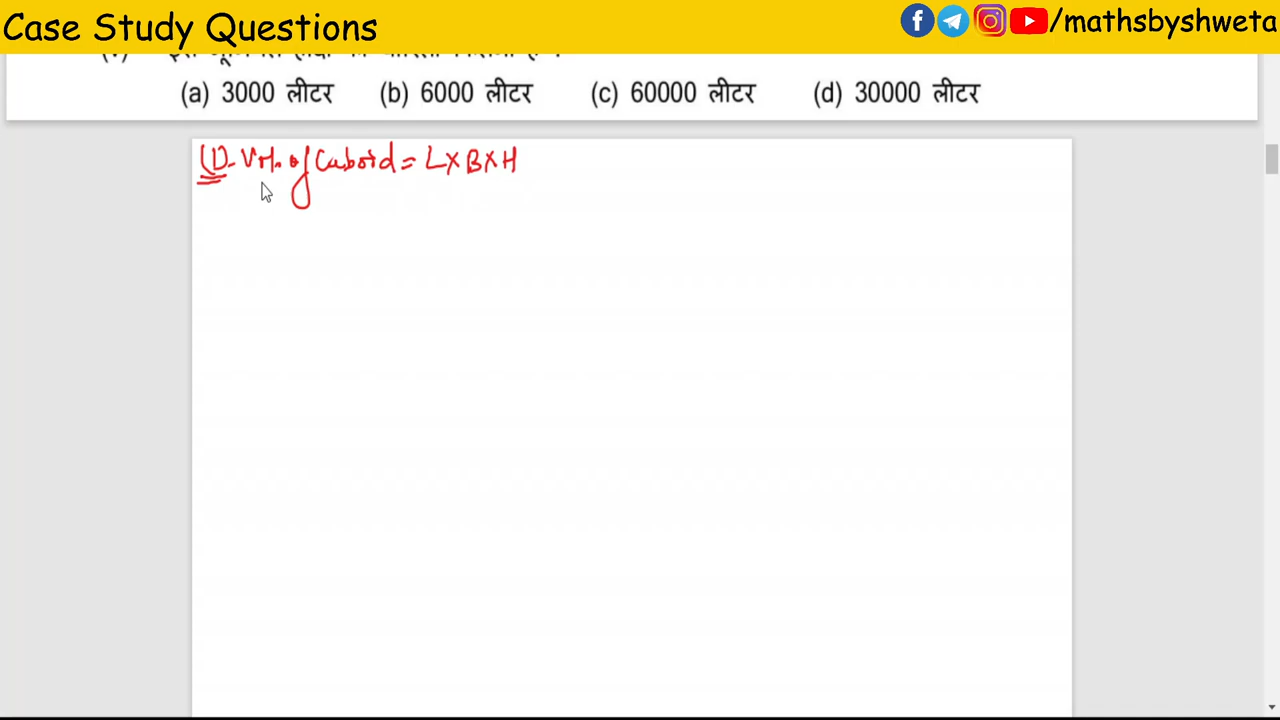 Case Study Questions
/mathsbyshweta
(a) 3000 लीटर (b) 6000 लीटर (c) 60000 लीटर (d) 30000 लीटर
(1). Vol. of Cuboid = L×B×H